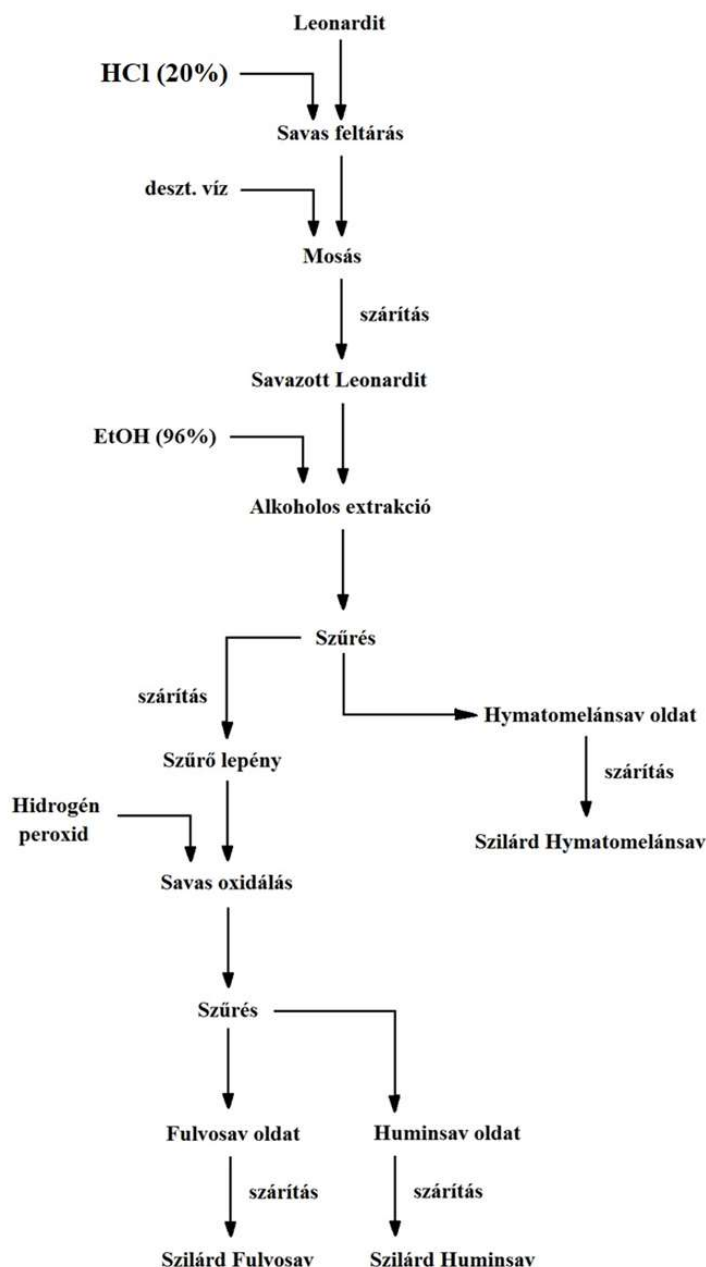 Leonardit
HCl (20%)
Savas feltárás
deszt. víz
Mosás
szárítás
Savazott Leonardit
EtOH (96%)
Alkoholos extrakció
Szűrés
szárítás
Hymatomelánsav oldat
Szűrő lepény
szárítás
Hidrogén
peroxid
Szilárd Hymatomelánsav
Savas oxidálás
Szűrés
Fulvosav oldat
Huminsav oldat
szárítás
szárítás
Szilárd Fulvosav
Szilárd Huminsav